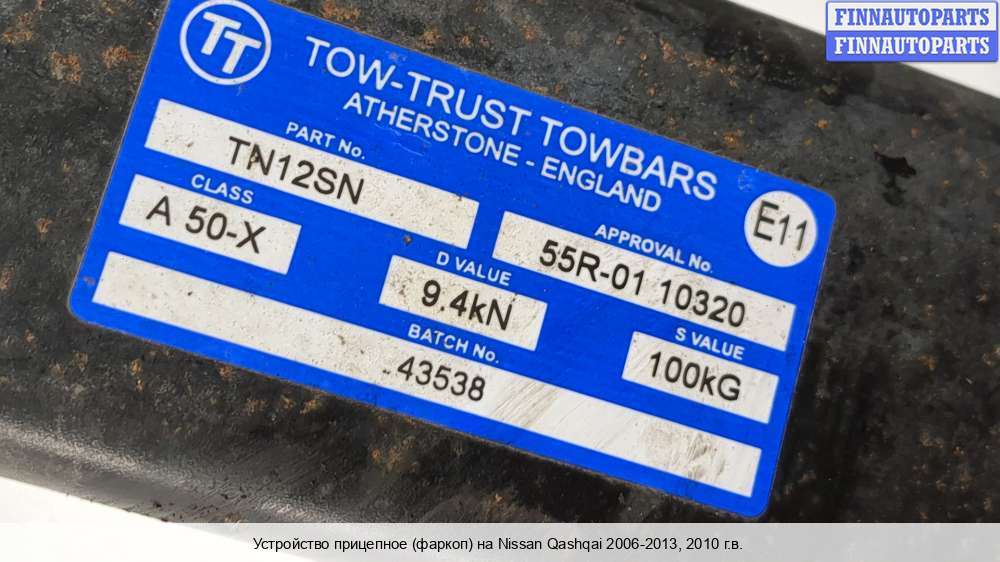 FINNAUTOPARTS
FINNAUTOPARTS
TT
TOW-TRUST TOWBARS
ATHERSTONE - ENGLAND
E11
PART No.
TN12SN
APPROVAL No.
55R-01 10320
CLASS
A 50-X
D VALUE
9.4kN
S VALUE
100kG
BATCH No.
43538
Устройство прицепное (фаркоп) на Nissan Qashqai 2006-2013, 2010 г.в.